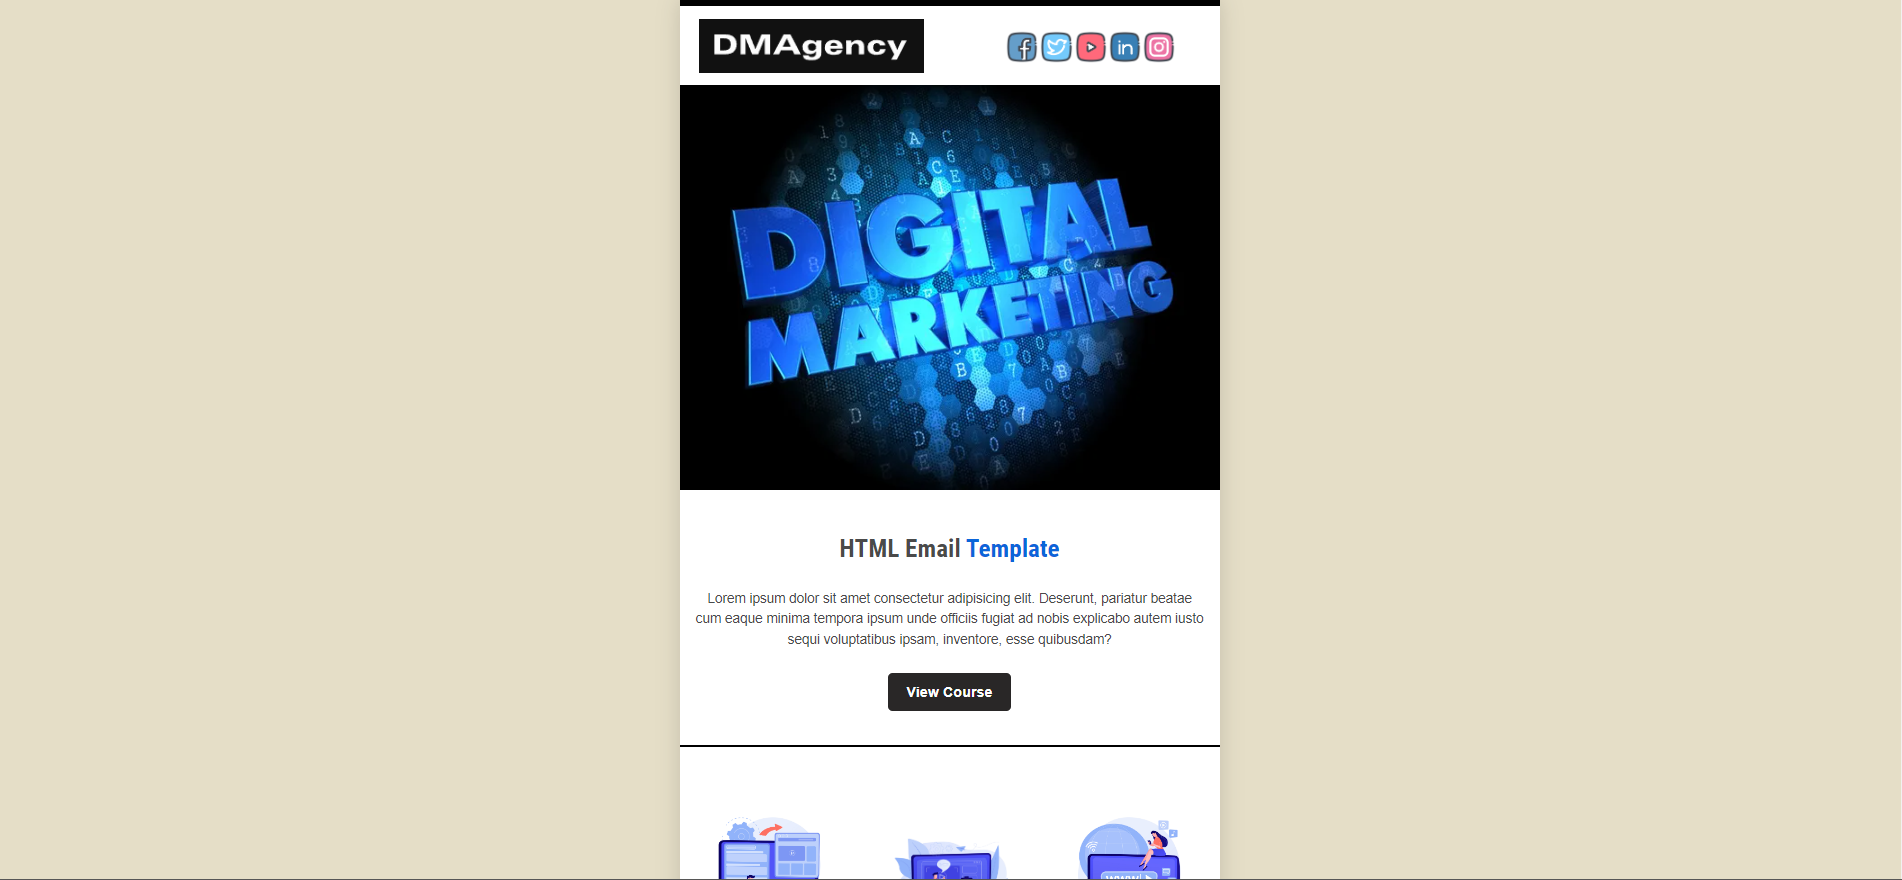 DMAgency
DIGITAL
MARKETING
HTML Email Template
Lorem ipsum dolor sit amet consectetur adipisicing elit. Deserunt, pariatur beatae
cum eaque minima tempora ipsum unde officiis fugiat ad nobis explicabo autem iusto
sequi voluptatibus ipsam, inventore, esse quibusdam?
View Course
www